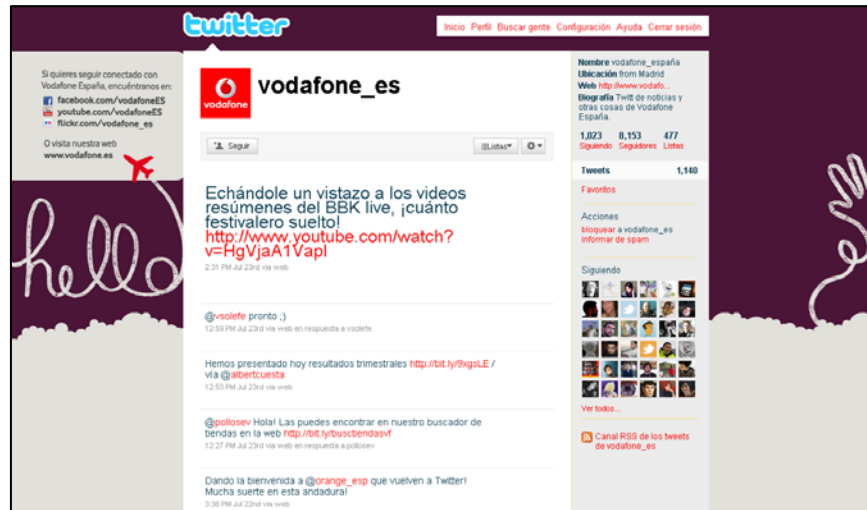 twitter
Inicio Perfil Buscar gente Configuración Ayuda Cerrar sesión
Si quieres seguir conectado con
Vodafone España, encuéntranos en:
facebook.com/vodafoneES
youtube.com/vodafoneES
flickr.com/vodafone_es
O visita nuestra web
www.vodafone.es
hello
vodafone
vodafone_es
Seguir
Listas
Echándole un vistazo a los videos
resúmenes del BBK live, ¡cuánto
festivalero suelto!
http://www.youtube.com/watch?
v=HgVjaA1VapI
2:31 PM Jul 23rd via web
@vsolefe pronto ;)
12:59 PM Jul 23rd via web en respuesta a vsolefe
Hemos presentado hoy resultados trimestrales http://bit.ly/9xgsLE /
vía @albertcuesta
12:53 PM Jul 23rd via web
@pollosev Hola! Las puedes encontrar en nuestro buscador de
tiendas en la web http://bit.ly/busctiendasvf
12:27 PM Jul 23rd via web en respuesta a pollosev
Dando la bienvenida a @orange_esp que vuelven a Twitter!
Mucha suerte en esta andadura!
3:38 PM Jul 22nd via web
Nombre vodafone_españa
Ubicación from Madrid
Web http://www.vodafo...
Biografía Twitt de noticias y
otras cosas de Vodafone
España.
1,023 8,153 477
Siguiendo Seguidores Listas
Tweets 1,140
Favoritos
Acciones
bloquear a vodafone_es
informar de spam
Siguiendo
Ver todos...
Canal RSS de los tweets
de vodafone_es